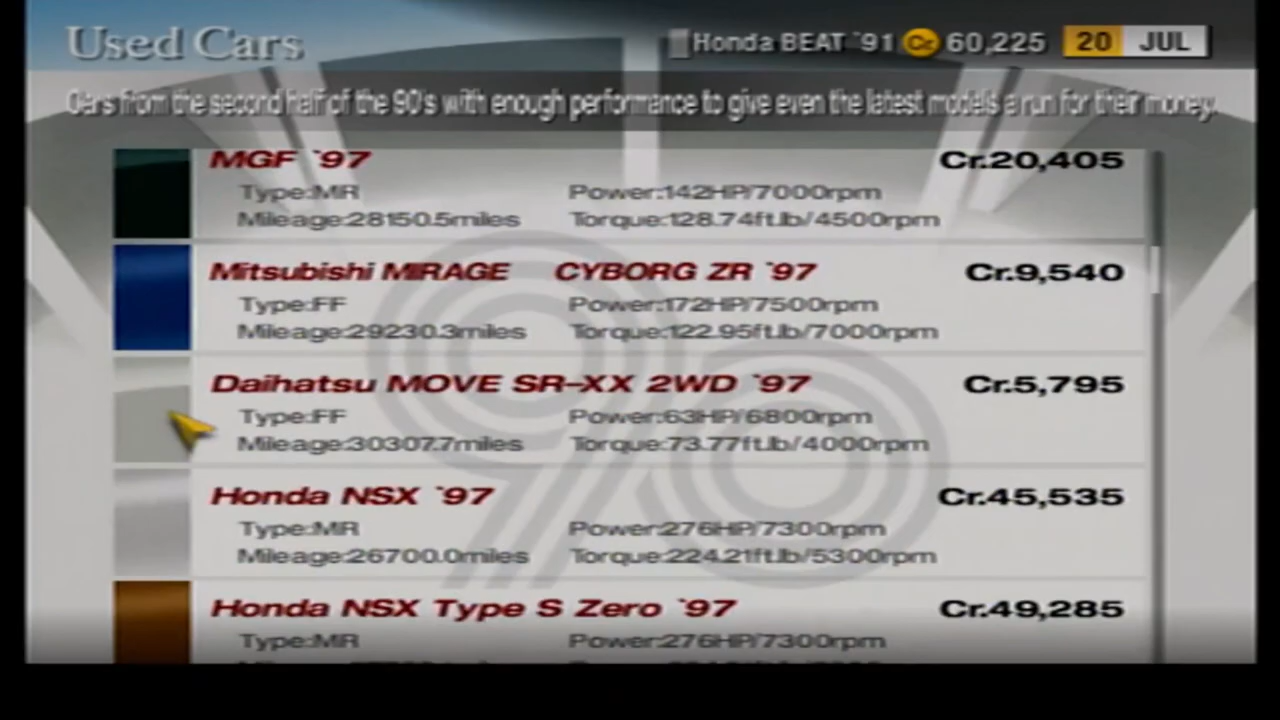 Used Cars
Honda BEAT `91 Cr 60,225 20 JUL
Cars from the second half of the 90's with enough performance to give even the latest models a run for their money.
MGF `97 Cr.20,405
Type:MR Power:142HP/7000rpm
Mileage:28150.5miles Torque:128.74ft.lb/4500rpm
Mitsubishi MIRAGE CYBORG ZR `97 Cr.9,540
Type:FF Power:172HP/7500rpm
Mileage:29230.3miles Torque:122.95ft.lb/7000rpm
Daihatsu MOVE SR-XX 2WD `97 Cr.5,795
Type:FF Power:63HP/6800rpm
Mileage:30307.7miles Torque:73.77ft.lb/4000rpm
Honda NSX `97 Cr.45,535
Type:MR Power:276HP/7300rpm
Mileage:26700.0miles Torque:224.21ft.lb/5300rpm
Honda NSX Type S Zero `97 Cr.49,285
Type:MR Power:276HP/7300rpm
90